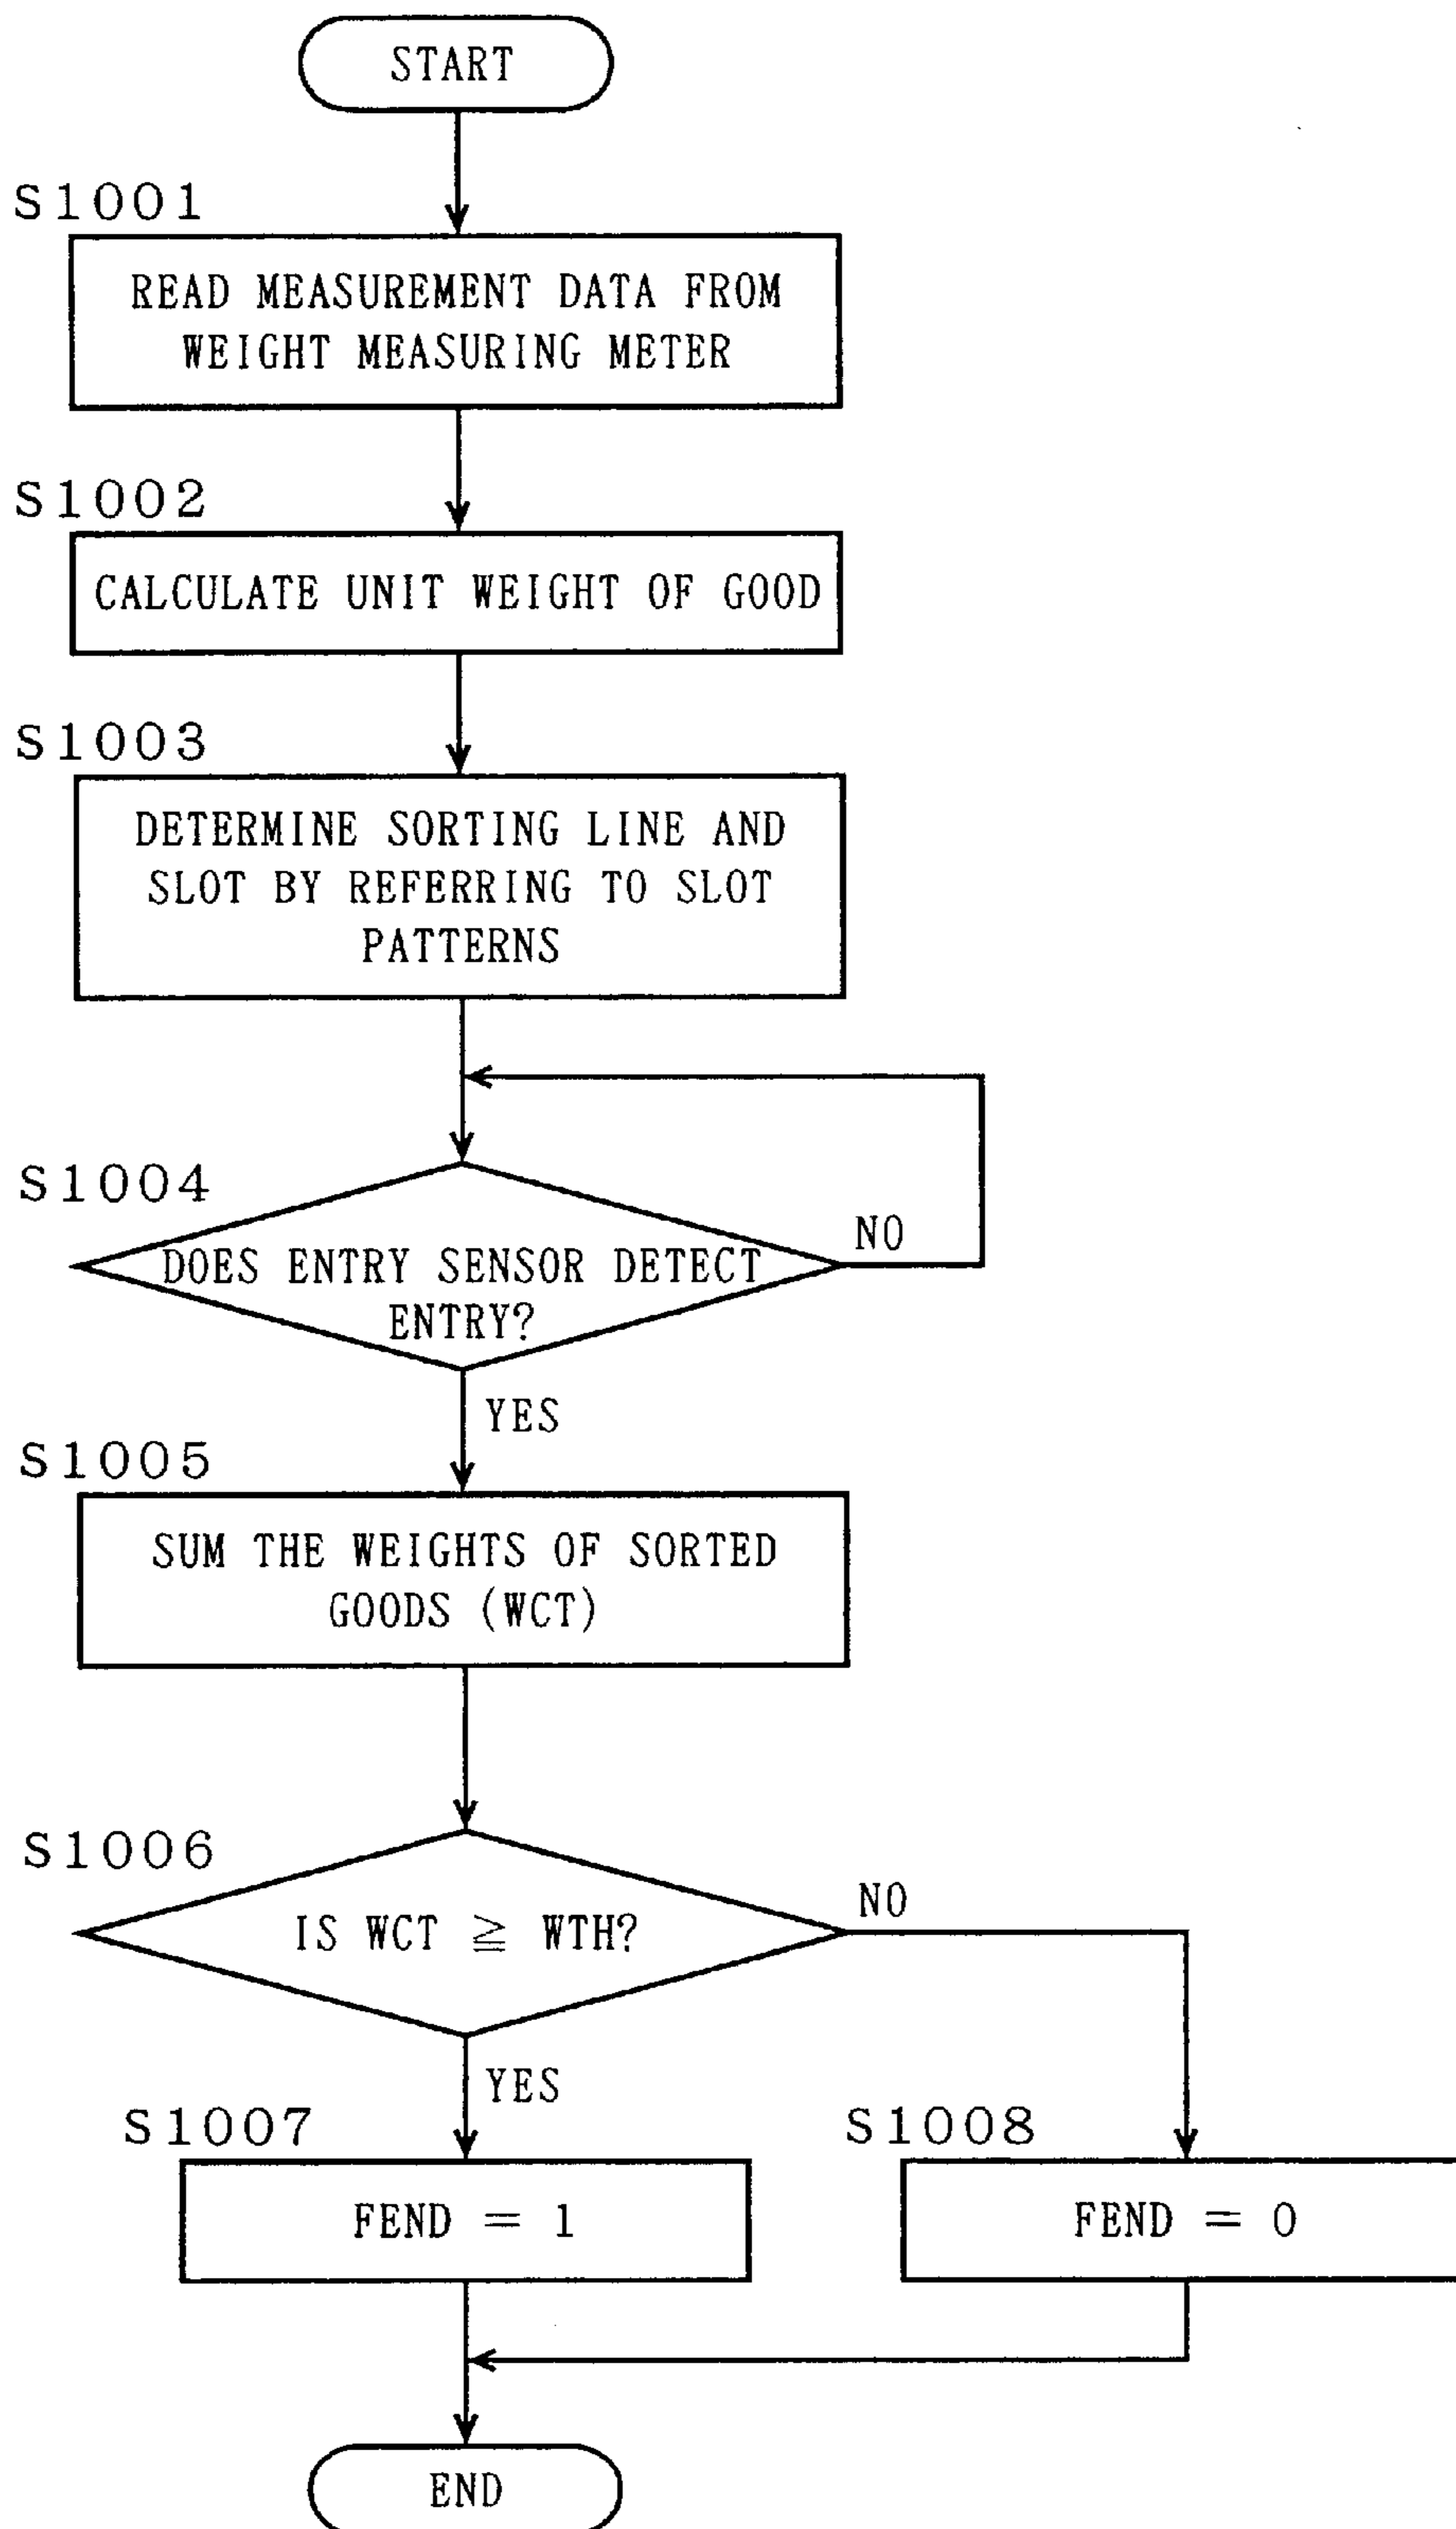 START
S1001
READ MEASUREMENT DATA FROM
WEIGHT MEASURING METER
S1002
CALCULATE UNIT WEIGHT OF GOOD
S1003
DETERMINE SORTING LINE AND
SLOT BY REFERRING TO SLOT
PATTERNS
S1004
NO
DOES ENTRY SENSOR DETECT
ENTRY?
YES
S1005
SUM THE WEIGHTS OF SORTED
GOODS (WCT)
S1006
NO
IS WCT ≧ WTH?
YES
S1007
S1008
FEND = 1
FEND = 0
END